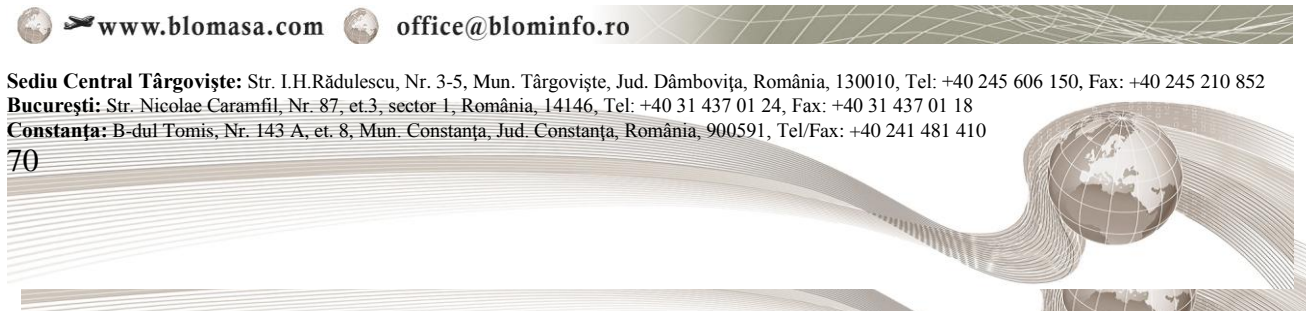 www.blomasa.com office@blominfo.ro
Sediu Central Târgovişte: Str. I.H.Rădulescu, Nr. 3-5, Mun. Târgovişte, Jud. Dâmboviţa, România, 130010, Tel: +40 245 606 150, Fax: +40 245 210 852
Bucureşti: Str. Nicolae Caramfil, Nr. 87, et.3, sector 1, România, 14146, Tel: +40 31 437 01 24, Fax: +40 31 437 01 18
Constanţa: B-dul Tomis, Nr. 143 A, et. 8, Mun. Constanţa, Jud. Constanţa, România, 900591, Tel/Fax: +40 241 481 410
70